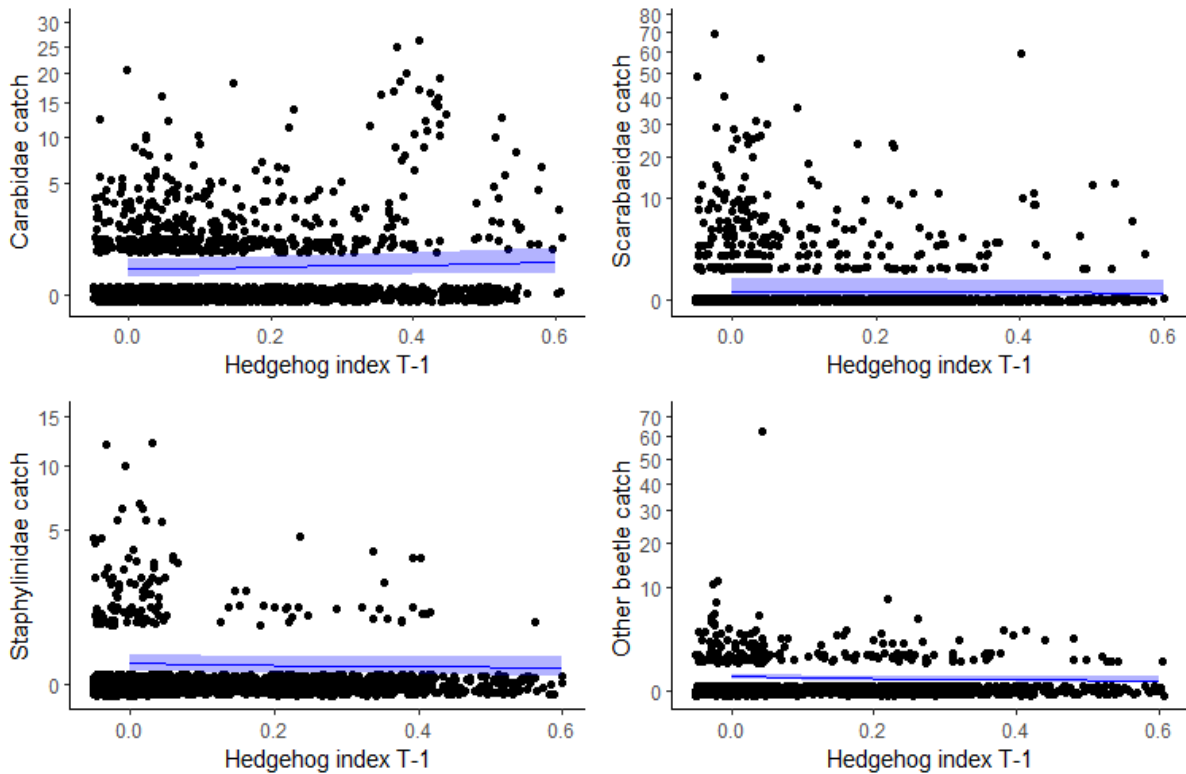 Carabidae catch
30
25
20
15
10
5
0
0.0 0.2 0.4 0.6
Hedgehog index T-1
Scarabaeidae catch
80
70
60
50
40
30
20
10
0
0.0 0.2 0.4 0.6
Hedgehog index T-1
Staphylinidae catch
15
10
5
0
0.0 0.2 0.4 0.6
Hedgehog index T-1
Other beetle catch
70
60
50
40
30
20
10
0
0.0 0.2 0.4 0.6
Hedgehog index T-1